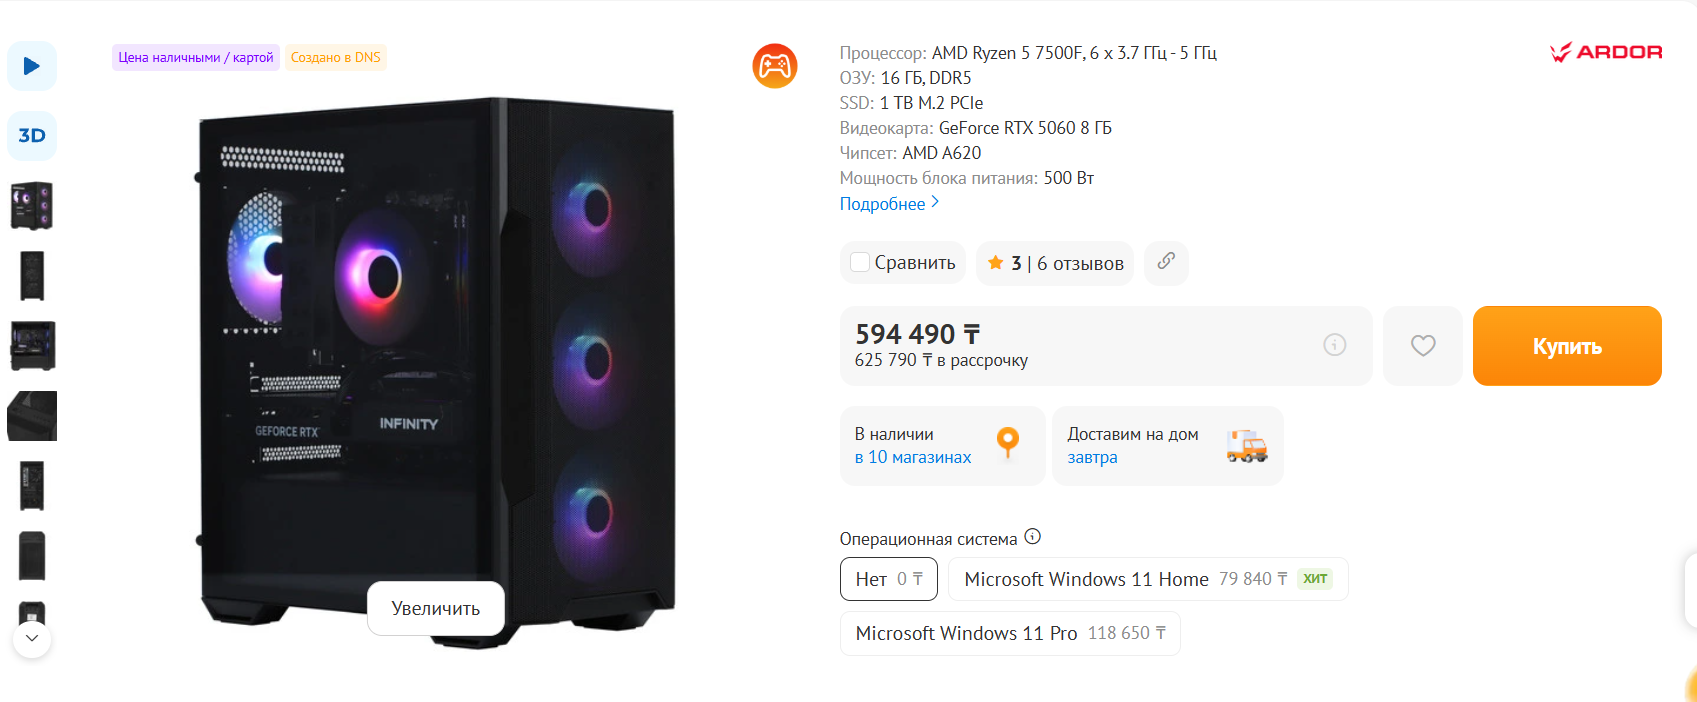 Цена наличными / картой
Создано в DNS
3D
GEFORCE RTX
INFINITY
Увеличить
Процессор: AMD Ryzen 5 7500F, 6 x 3.7 ГГц - 5 ГГц
ОЗУ: 16 ГБ, DDR5
SSD: 1 TB M.2 PCIe
Видеокарта: GeForce RTX 5060 8 ГБ
Чипсет: AMD A620
Мощность блока питания: 500 Вт
Подробнее
ARDOR
Сравнить
3 | 6 отзывов
594 490 ₸
625 790 ₸ в рассрочку
Купить
В наличии
в 10 магазинах
Доставим на дом
завтра
Операционная система
Нет 0 ₸
Microsoft Windows 11 Home 79 840 ₸ ХИТ
Microsoft Windows 11 Pro 118 650 ₸